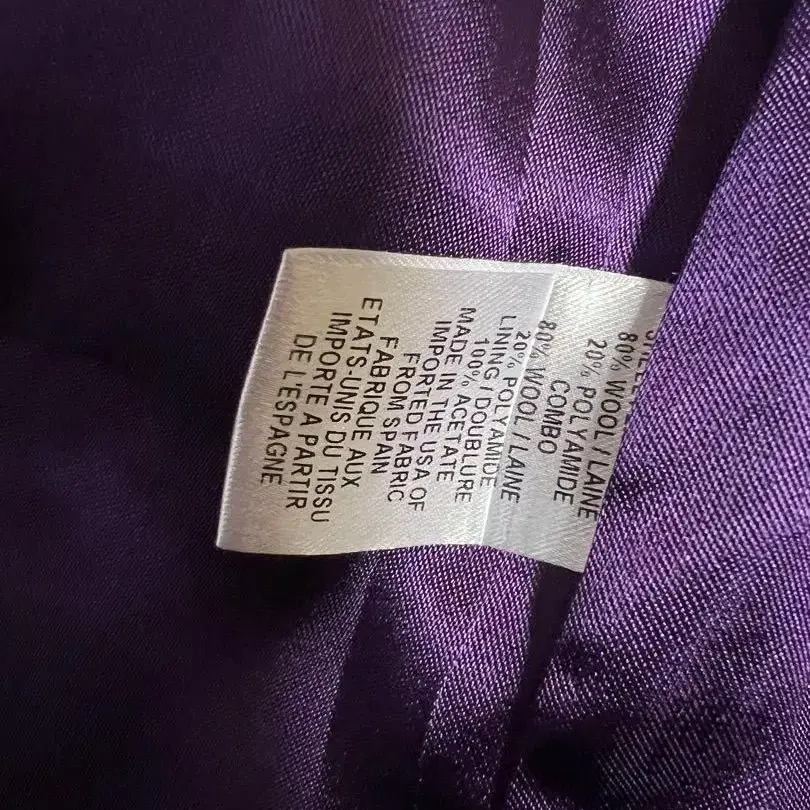 80% WOOL / LAINE
20% POLYAMIDE
COMBO
80% WOOL / LAINE
20% POLYAMIDE
LINING / DOUBLURE
100% ACETATE
MADE IN THE USA OF
IMPORTED FABRIC
FROM SPAIN
FABRIQUE AUX
ETATS-UNIS DU TISSU
IMPORTE A PARTIR
DE L'ESPAGNE